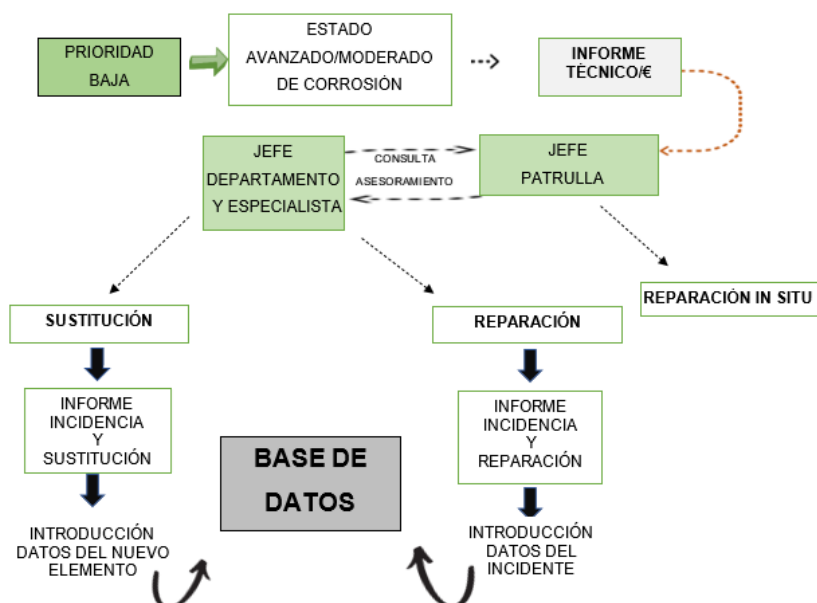 PRIORIDAD
BAJA
ESTADO
AVANZADO/MODERADO
DE CORROSIÓN
INFORME
TÈCNICO/€
JEFE
DEPARTAMENTO
Y ESPECIALISTA
CONSULTA
ASESORAMIENTO
JEFE
PATRULLA
SUSTITUCIÓN
REPARACIÓN
REPARACIÓN IN SITU
INFORME
INCIDENCIA
Y
SUSTITUCIÓN
BASE DE
DATOS
INFORME
INCIDENCIA
Y
REPARACIÓN
INTRODUCCIÓN
DATOS DEL NUEVO
ELEMENTO
INTRODUCCIÓN
DATOS DEL
INCIDENTE